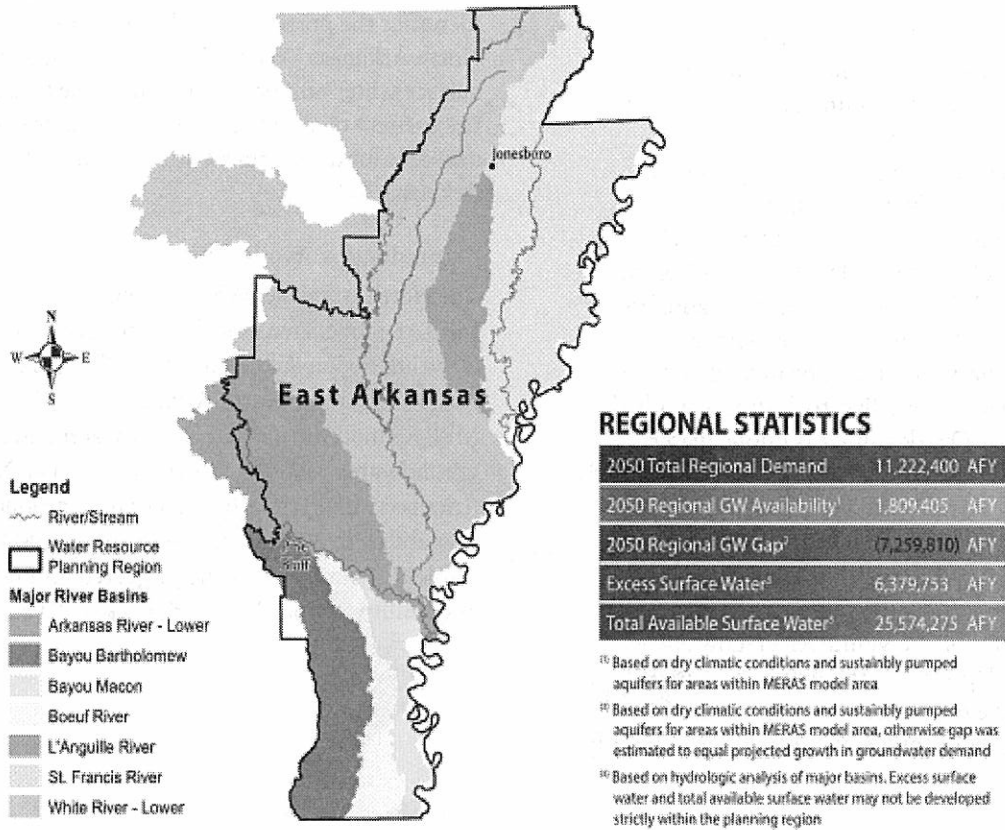 Jonesboro
N
W E
S
East Arkansas
Pine
Bluff
Legend
River/Stream
Water Resource
Planning Region
Major River Basins
Arkansas River - Lower
Bayou Bartholomew
Bayou Macon
Boeuf River
L'Anguille River
St. Francis River
White River - Lower
REGIONAL STATISTICS
2050 Total Regional Demand 11,222,400 AFY
2050 Regional GW Availability¹ 1,809,405 AFY
2050 Regional GW Gap² (7,259,810) AFY
Excess Surface Water 6,379,753 AFY
Total Available Surface Water 25,574,275 AFY
Based on dry climatic conditions and sustainbly pumped
aquifers for areas within MERAS model area
Based on dry climatic conditions and sustainbly pumped
aquifers for areas within MERAS model area, otherwise gap was
estimated to equal projected growth in groundwater demand
Based on hydrologic analysis of major basins. Excess surface
water and total available surface water may not be developed
strictly within the planning region